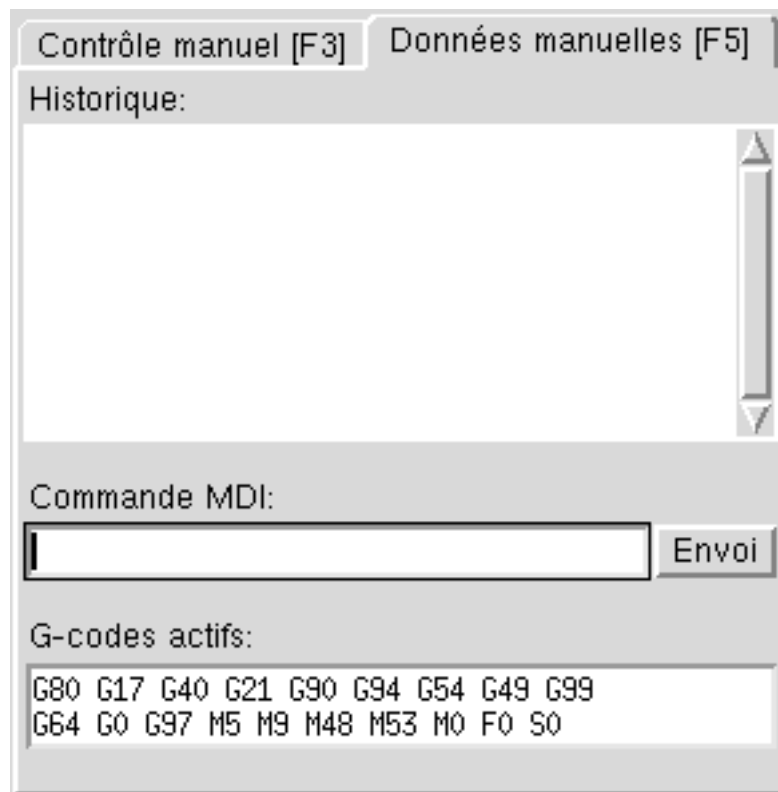 Contrôle manuel [F3] Données manuelles [F5]
Historique:
Commande MDI:
Envoi
G-codes actifs:
G80 G17 G40 G21 G90 G94 G54 G49 G99
G64 G0 G97 M5 M9 M48 M53 M0 F0 S0